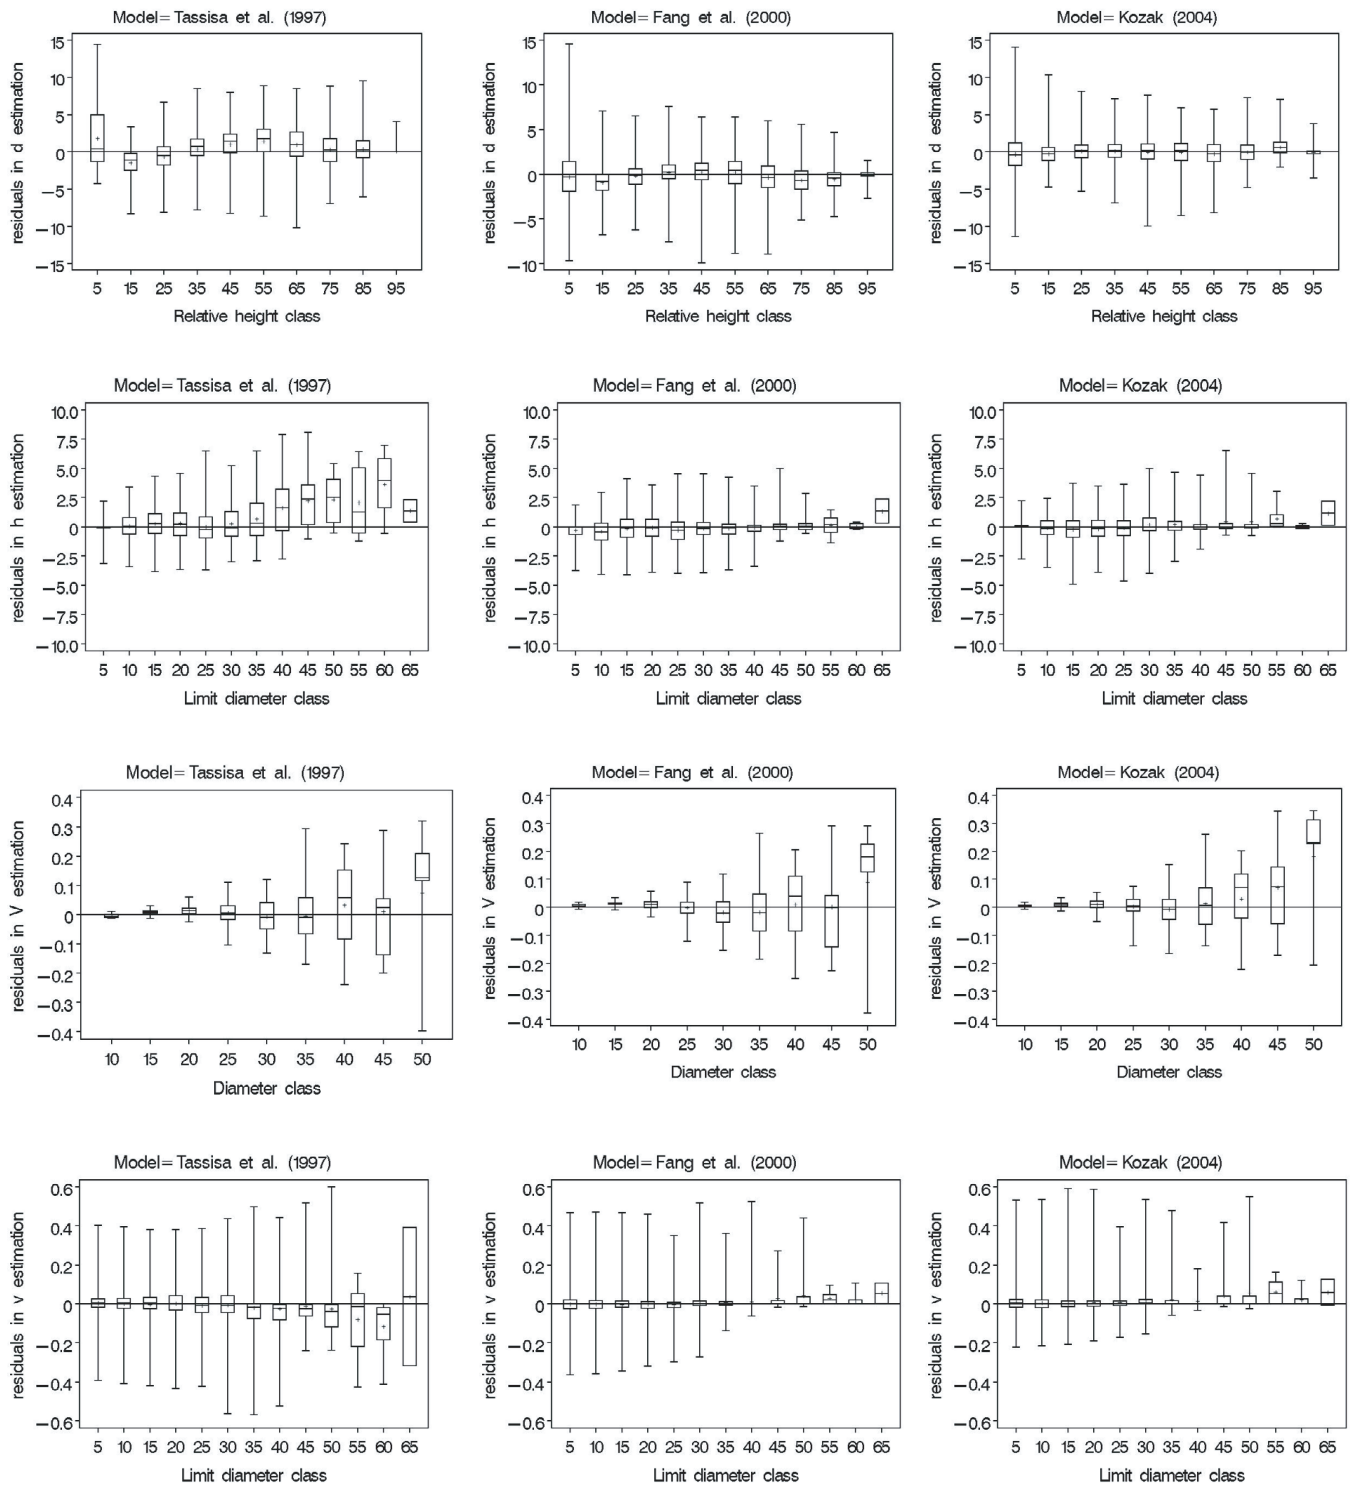 Model= Tassisa et al. (1997)
Model= Fang et al. (2000)
Model= Kozak (2004)
residuals in d estimation
15
10
5
0
−5
−10
−15
5 15 25 35 45 55 65 75 85 95
Relative height class
residuals in d estimation
15
10
5
0
−5
−10
5 15 25 35 45 55 65 75 85 95
Relative height class
residuals in d estimation
15
10
5
0
−5
−10
−15
5 15 25 35 45 55 65 75 85 95
Relative height class
Model= Tassisa et al. (1997)
Model= Fang et al. (2000)
Model= Kozak (2004)
residuals in h estimation
10.0
7.5
5.0
2.5
0
−2.5
−5.0
−7.5
−10.0
5 10 15 20 25 30 35 40 45 50 55 60 65
Limit diameter class
residuals in h estimation
10.0
7.5
5.0
2.5
0
−2.5
−5.0
−7.5
−10.0
5 10 15 20 25 30 35 40 45 50 55 60 65
Limit diameter class
residuals in h estimation
10.0
7.5
5.0
2.5
0
−2.5
−5.0
−7.5
−10.0
5 10 15 20 25 30 35 40 45 50 55 60 65
Limit diameter class
Model= Tassisa et al. (1997)
Model= Fang et al. (2000)
Model= Kozak (2004)
residuals in V estimation
0.4
0.3
0.2
0.1
0
−0.1
−0.2
−0.3
−0.4
10 15 20 25 30 35 40 45 50
Diameter class
residuals in V estimation
0.4
0.3
0.2
0.1
0
−0.1
−0.2
−0.3
−0.4
10 15 20 25 30 35 40 45 50
Diameter class
residuals in V estimation
0.4
0.3
0.2
0.1
0
−0.1
−0.2
−0.3
−0.4
10 15 20 25 30 35 40 45 50
Diameter class
Model= Tassisa et al. (1997)
Model= Fang et al. (2000)
Model= Kozak (2004)
residuals in v estimation
0.6
0.4
0.2
0
−0.2
−0.4
−0.6
5 10 15 20 25 30 35 40 45 50 55 60 65
Limit diameter class
residuals in v estimation
0.6
0.4
0.2
0
−0.2
−0.4
−0.6
5 10 15 20 25 30 35 40 45 50 55 60 65
Limit diameter class
residuals in v estimation
0.6
0.4
0.2
0
−0.2
−0.4
−0.6
5 10 15 20 25 30 35 40 45 50 55 60 65
Limit diameter class